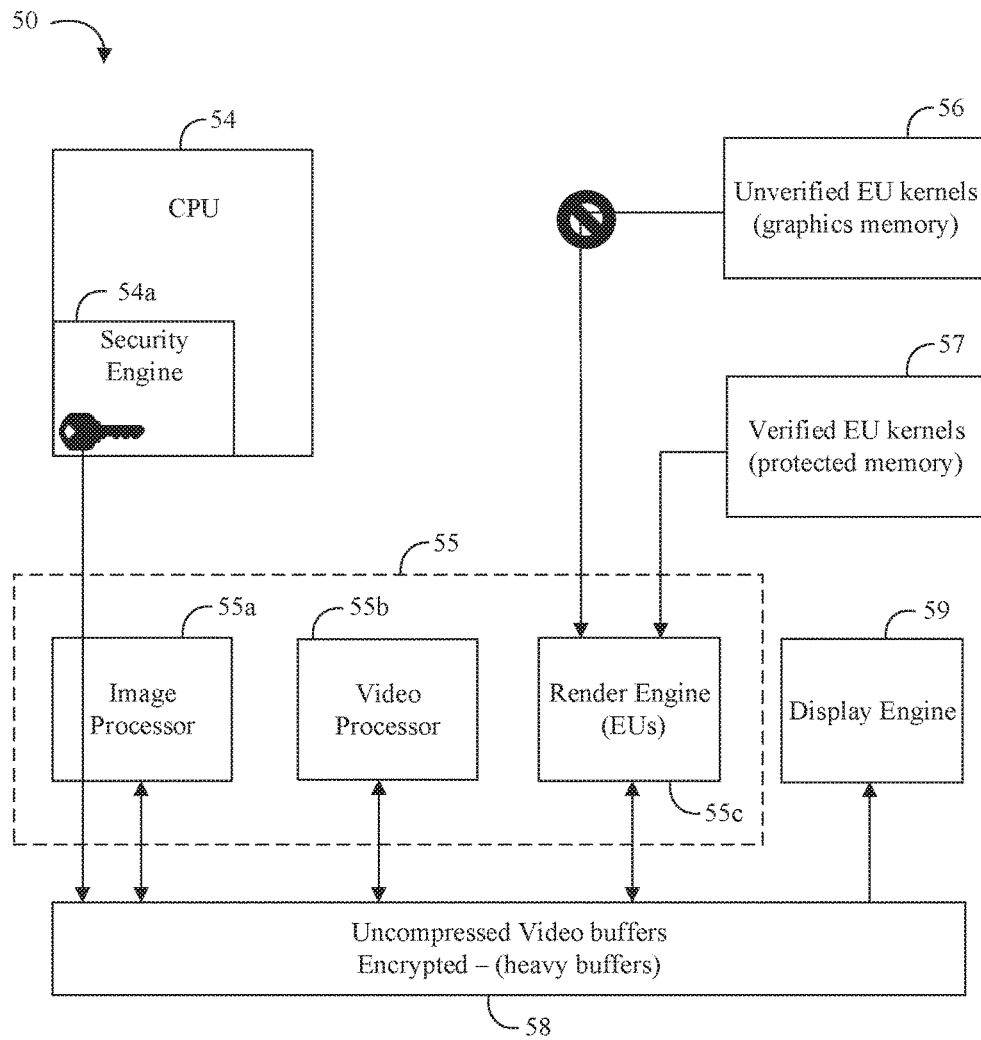 50
54
CPU
54a
Security
Engine
56
Unverified EU kernels
(graphics memory)
57
Verified EU kernels
(protected memory)
55
55a
Image
Processor
55b
Video
Processor
Render Engine
(EUs)
55c
59
Display Engine
Uncompressed Video buffers
Encrypted – (heavy buffers)
58